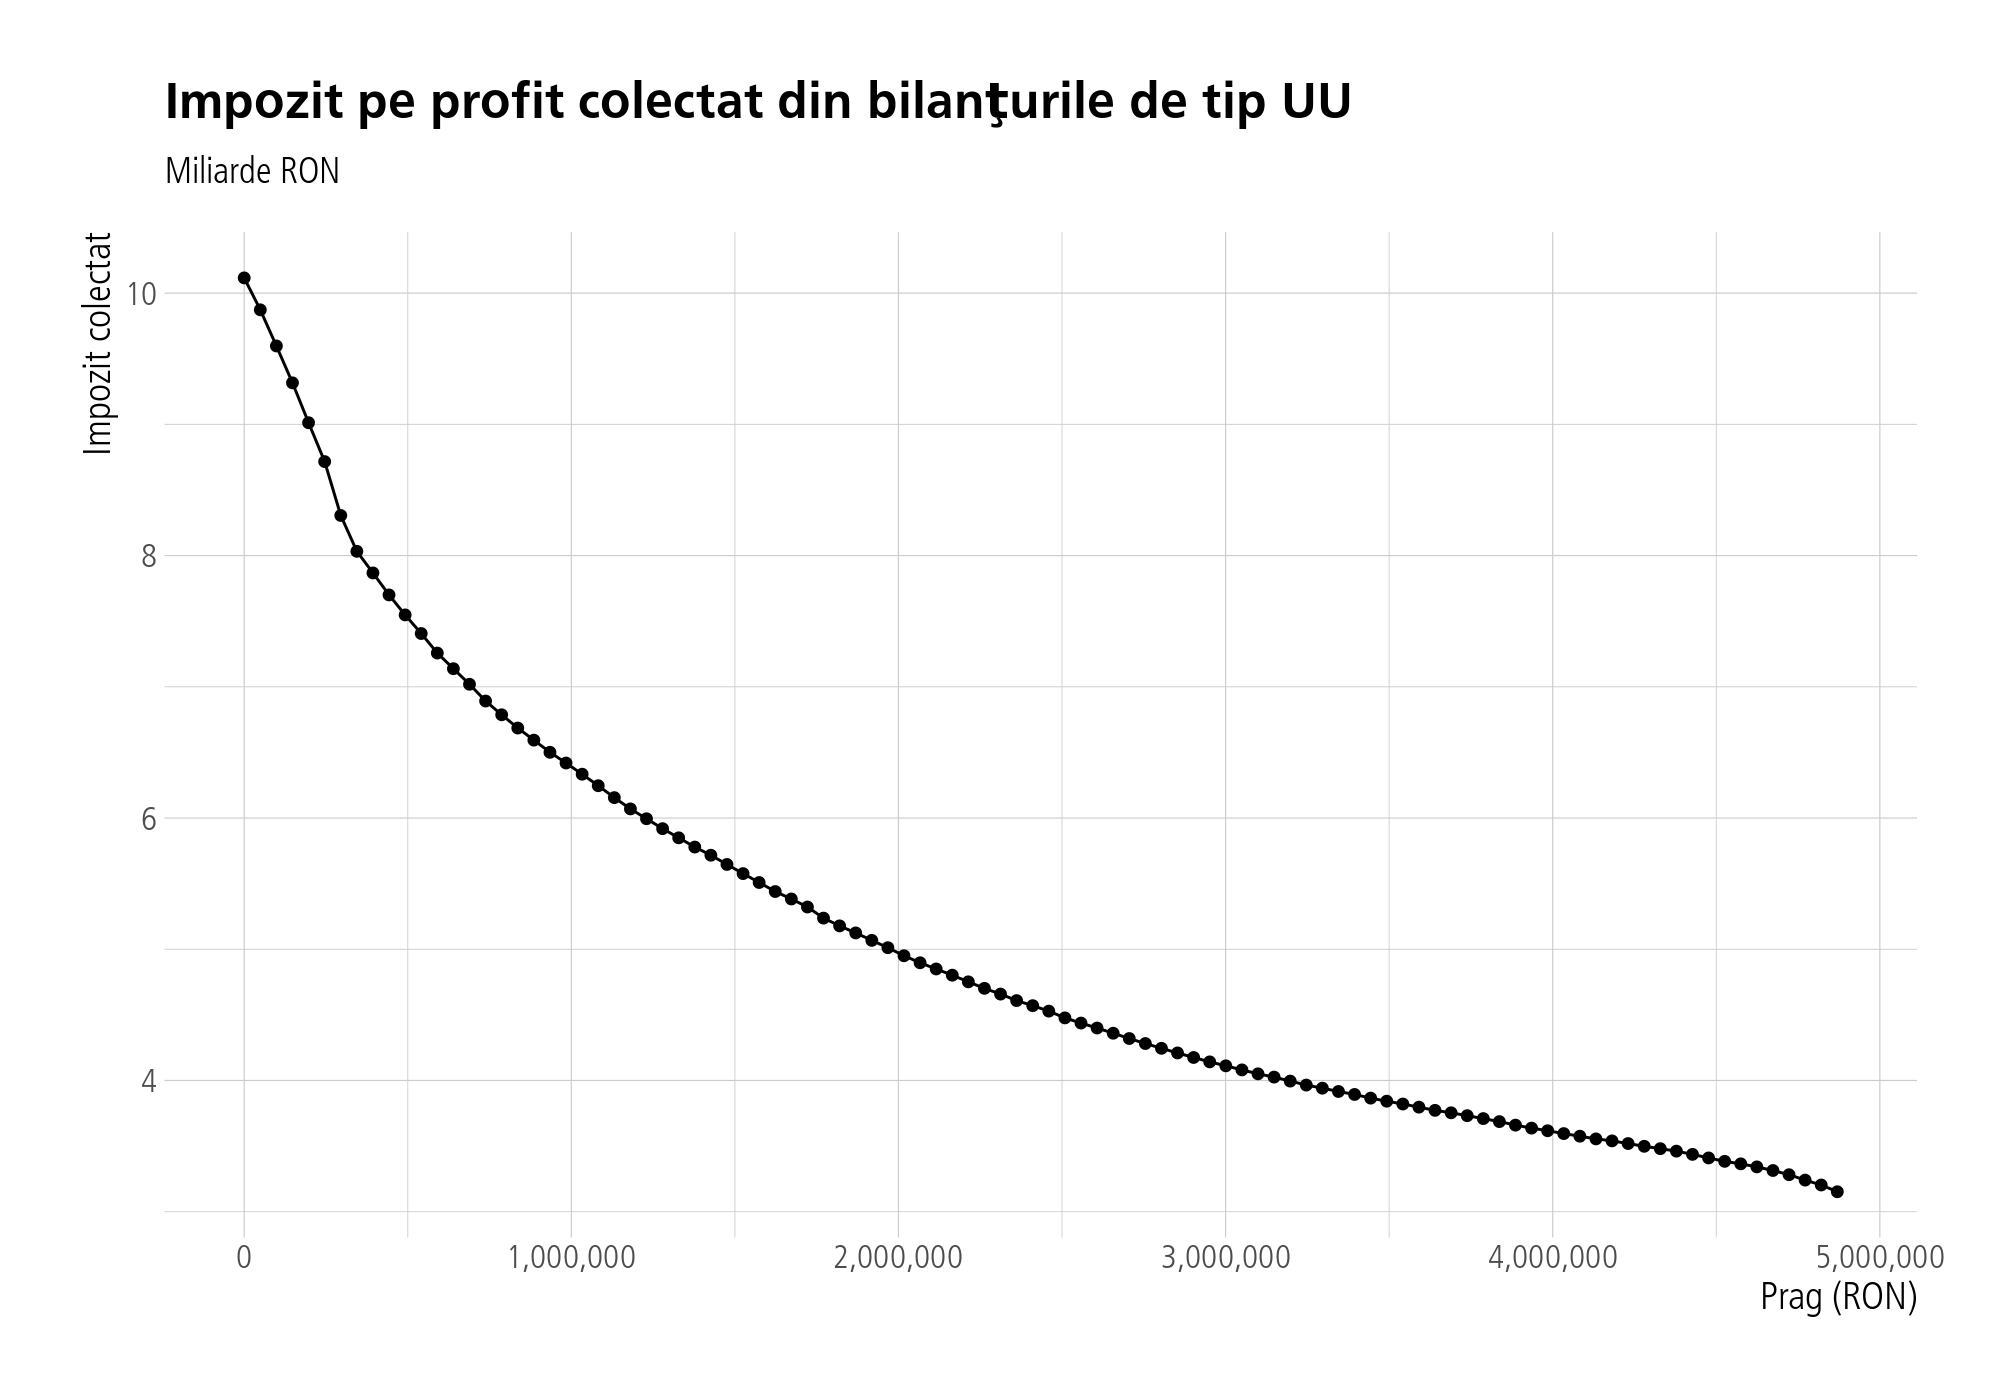 Impozit pe profit colectat din bilanţurile de tip UU
Miliarde RON
Impozit colectat
10
8
6
4
0
1,000,000
2,000,000
3,000,000
4,000,000
5,000,000
Prag (RON)